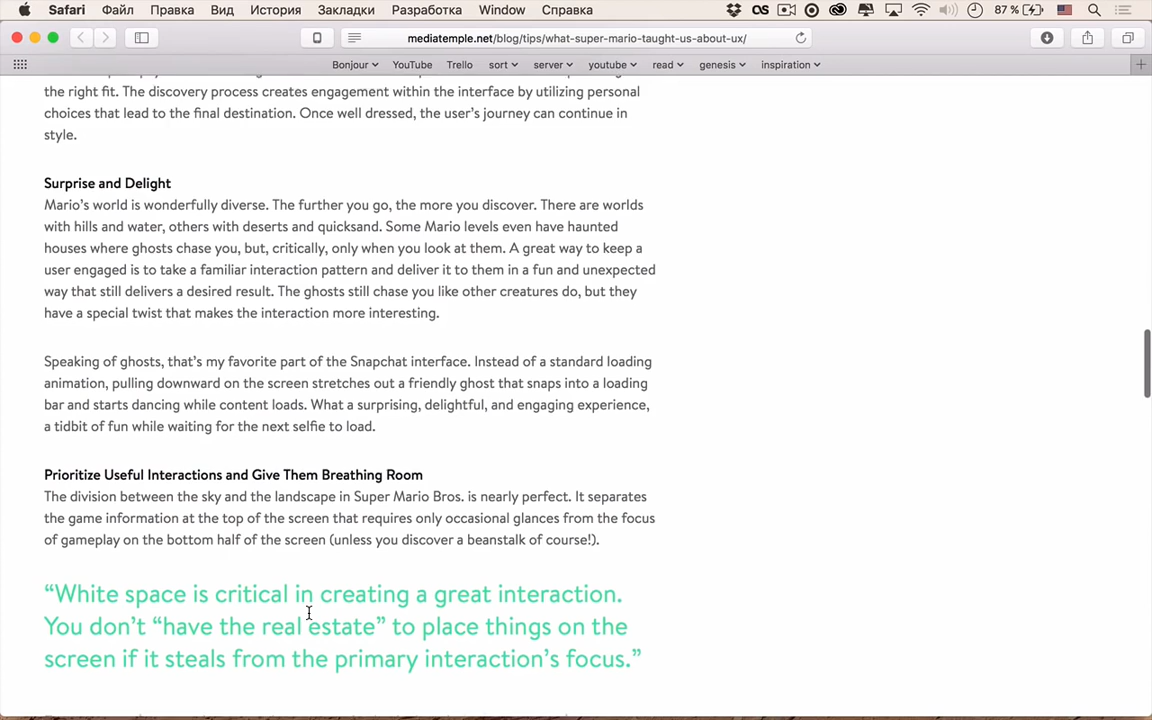 Safari Файл Правка Вид История Закладки Разработка Window Справка 87 %
mediatemple.net/blog/tips/what-super-mario-taught-us-about-ux/
Bonjour YouTube Trello sort server youtube read genesis inspiration
the right fit. The discovery process creates engagement within the interface by utilizing personal
choices that lead to the final destination. Once well dressed, the user’s journey can continue in
style.
Surprise and Delight
Mario’s world is wonderfully diverse. The further you go, the more you discover. There are worlds
with hills and water, others with deserts and quicksand. Some Mario levels even have haunted
houses where ghosts chase you, but, critically, only when you look at them. A great way to keep a
user engaged is to take a familiar interaction pattern and deliver it to them in a fun and unexpected
way that still delivers a desired result. The ghosts still chase you like other creatures do, but they
have a special twist that makes the interaction more interesting.
Speaking of ghosts, that’s my favorite part of the Snapchat interface. Instead of a standard loading
animation, pulling downward on the screen stretches out a friendly ghost that snaps into a loading
bar and starts dancing while content loads. What a surprising, delightful, and engaging experience,
a tidbit of fun while waiting for the next selfie to load.
Prioritize Useful Interactions and Give Them Breathing Room
The division between the sky and the landscape in Super Mario Bros. is nearly perfect. It separates
the game information at the top of the screen that requires only occasional glances from the focus
of gameplay on the bottom half of the screen (unless you discover a beanstalk of course!).
“White space is critical in creating a great interaction.
You don’t “have the real estate” to place things on the
screen if it steals from the primary interaction’s focus.”